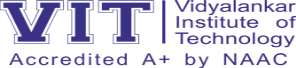 VIT
Vidyalankar
Institute of
Technology
Accredited A+ by NAAC